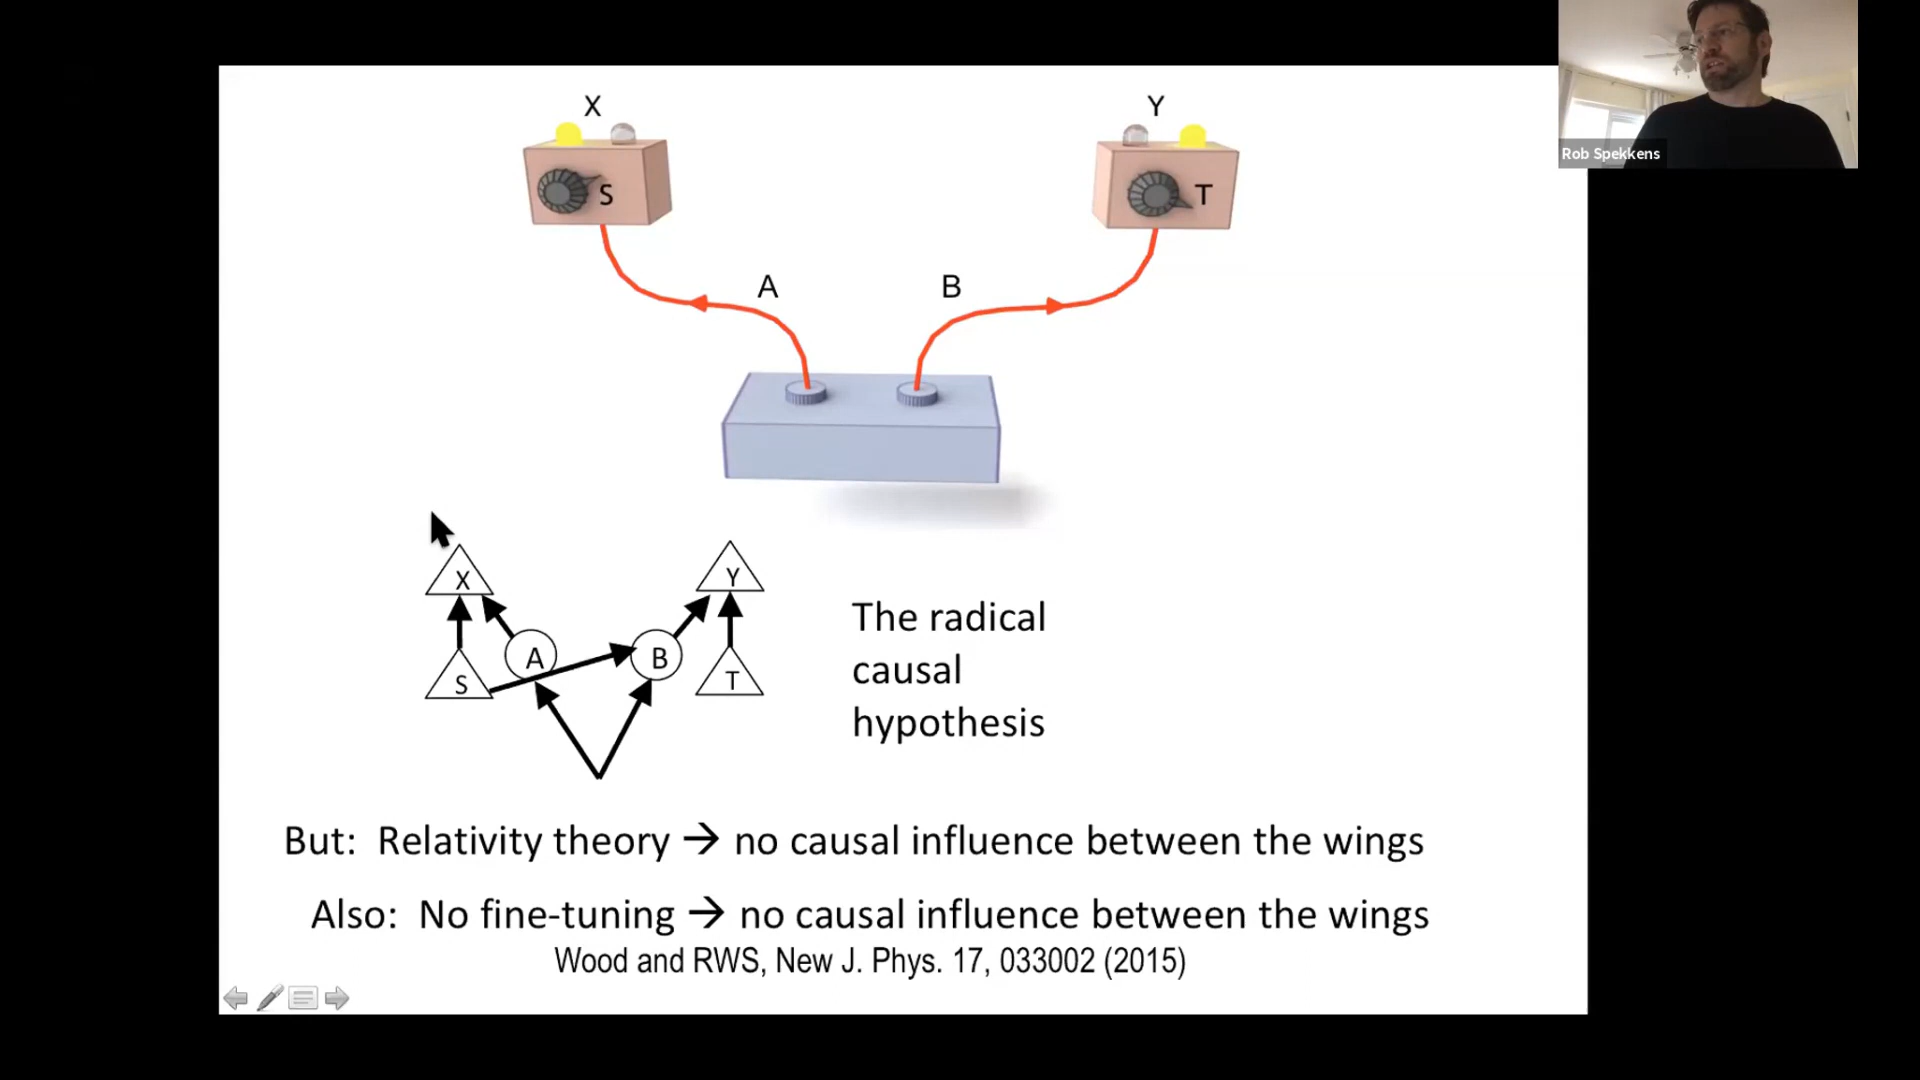 X
Y
Rob Spekkens
S
T
A
B
X
Y
A
B
S
T
The radical
causal
hypothesis
But: Relativity theory → no causal influence between the wings
Also: No fine-tuning → no causal influence between the wings
Wood and RWS, New J. Phys. 17, 033002 (2015)